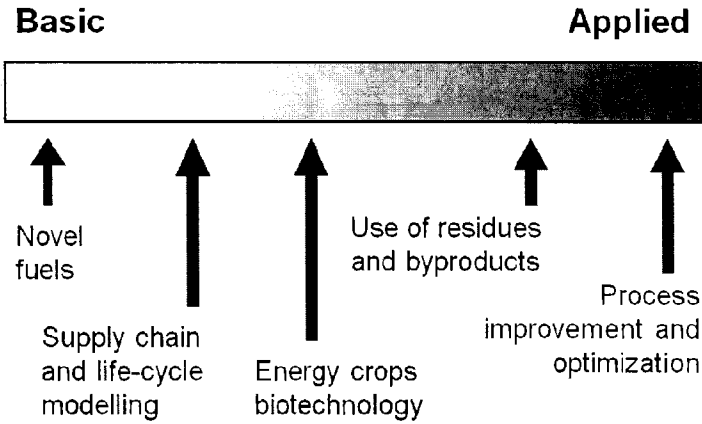 Basic
Applied
Novel
fuels
Supply chain
and life-cycle
modelling
Energy crops
biotechnology
Use of residues
and byproducts
Process
improvement and
optimization